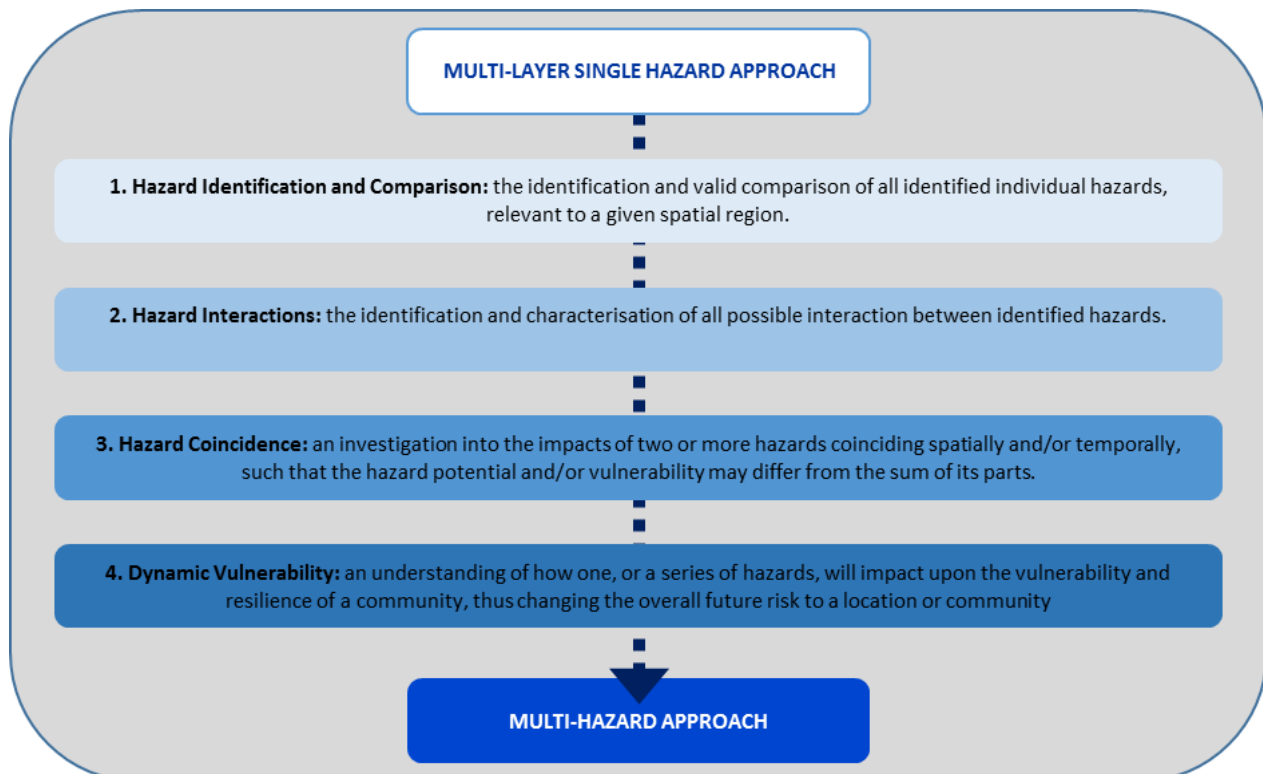 MULTI-LAYER SINGLE HAZARD APPROACH
1. Hazard Identification and Comparison: the identification and valid comparison of all identified individual hazards,
relevant to a given spatial region.
2. Hazard Interactions: the identification and characterisation of all possible interaction between identified hazards.
3. Hazard Coincidence: an investigation into the impacts of two or more hazards coinciding spatially and/or temporally,
such that the hazard potential and/or vulnerability may differ from the sum of its parts.
4. Dynamic Vulnerability: an understanding of how one, or a series of hazards, will impact upon the vulnerability and
resilience of a community, thus changing the overall future risk to a location or community
MULTI-HAZARD APPROACH